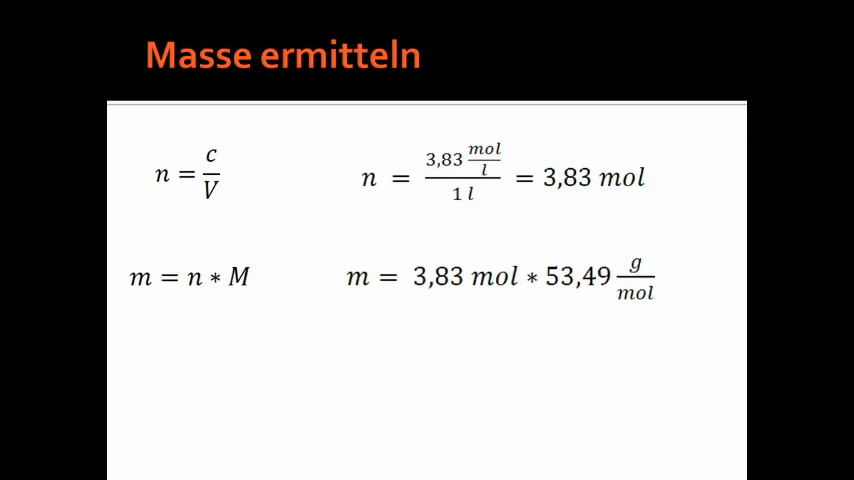 Masse ermitteln
n = c/V
n = (3,83 mol/l)/(1 l) = 3,83 mol
m = n * M
m = 3,83 mol * 53,49 g/mol